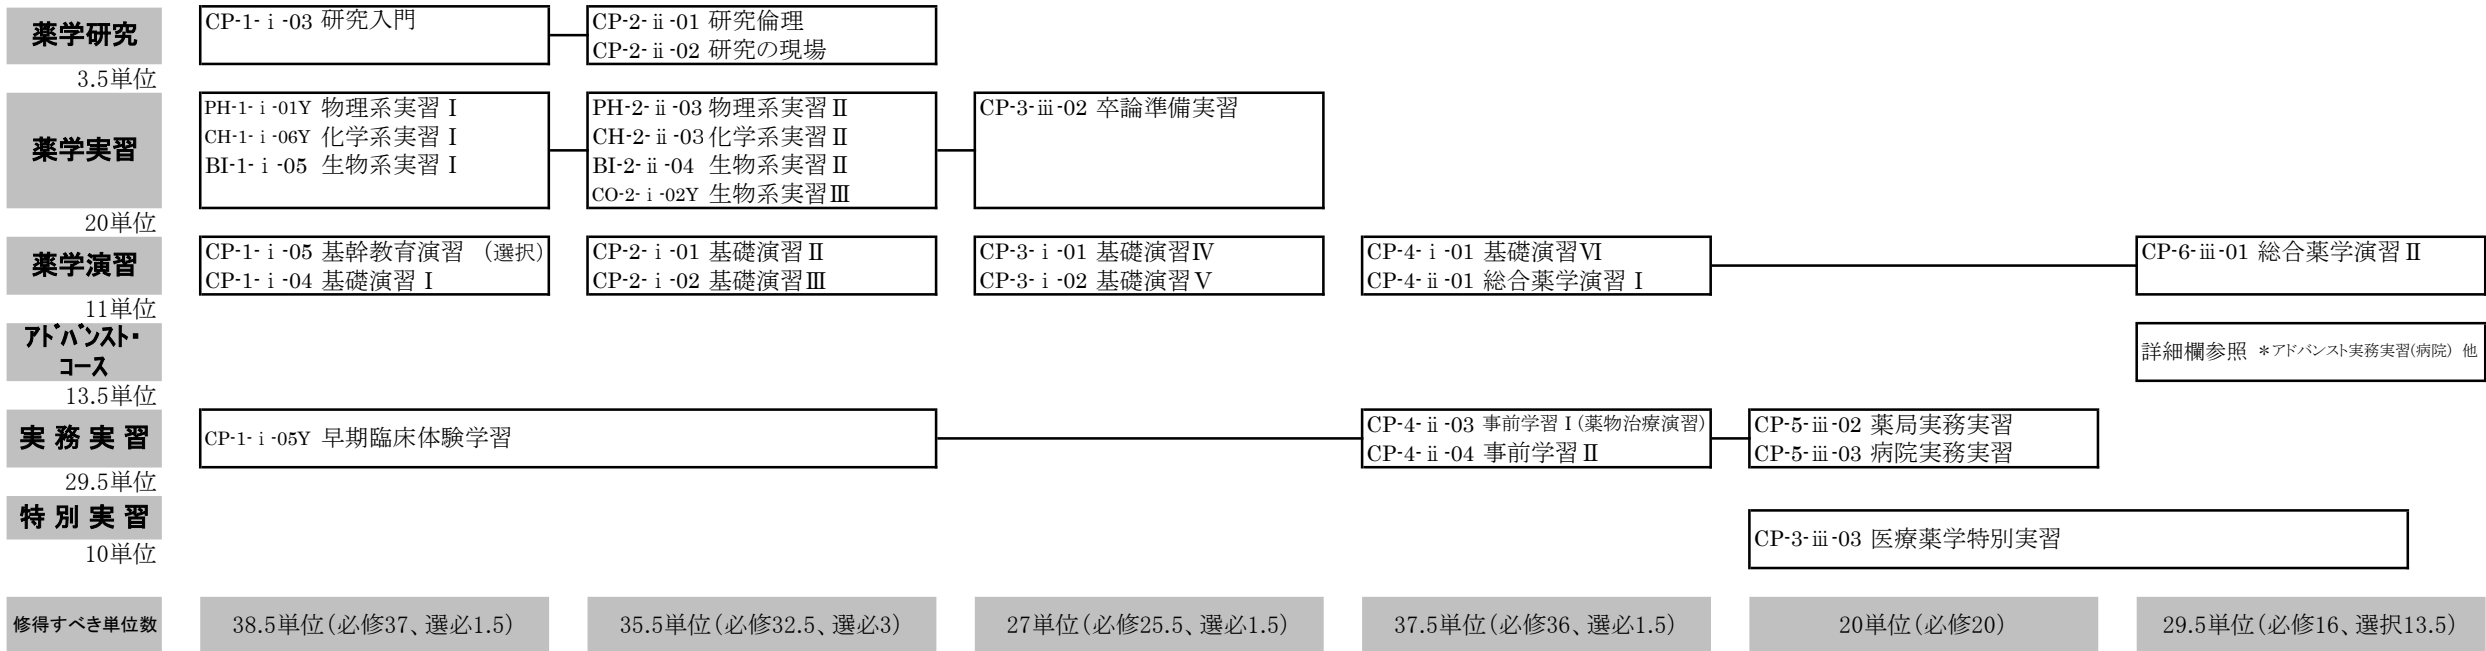 薬学研究
3.5単位
CP-1-ⅰ-03 研究入門
CP-2-ⅱ-01 研究倫理
CP-2-ⅱ-02 研究の現場
薬学実習
20単位
PH-1-ⅰ-01Y 物理系実習Ⅰ
CH-1-ⅰ-06Y 化学系実習Ⅰ
BI-1-ⅰ-05 生物系実習Ⅰ
PH-2-ⅱ-03 物理系実習Ⅱ
CH-2-ⅱ-03 化学系実習Ⅱ
BI-2-ⅱ-04 生物系実習Ⅱ
CO-2-ⅰ-02Y 生物系実習Ⅲ
CP-3-ⅲ-02 卒論準備実習
薬学演習
11単位
CP-1-ⅰ-05 基幹教育演習 (選択)
CP-1-ⅰ-04 基礎演習Ⅰ
CP-2-ⅰ-01 基礎演習Ⅱ
CP-2-ⅰ-02 基礎演習Ⅲ
CP-3-ⅰ-01 基礎演習Ⅳ
CP-3-ⅰ-02 基礎演習Ⅴ
CP-4-ⅰ-01 基礎演習Ⅵ
CP-4-ⅱ-01 総合薬学演習Ⅰ
CP-6-ⅲ-01 総合薬学演習Ⅱ
アドバンスト・
コース
13.5単位
詳細欄参照 *アドバンスト実務実習(病院) 他
実務実習
29.5単位
CP-1-ⅰ-05Y 早期臨床体験学習
CP-4-ⅱ-03 事前学習Ⅰ(薬物治療演習)
CP-4-ⅱ-04 事前学習Ⅱ
CP-5-ⅲ-02 薬局実務実習
CP-5-ⅲ-03 病院実務実習
特別実習
10単位
CP-3-ⅲ-03 医療薬学特別実習
修得すべき単位数
38.5単位(必修37、選必1.5)
35.5単位(必修32.5、選必3)
27単位(必修25.5、選必1.5)
37.5単位(必修36、選必1.5)
20単位(必修20)
29.5単位(必修16、選択13.5)